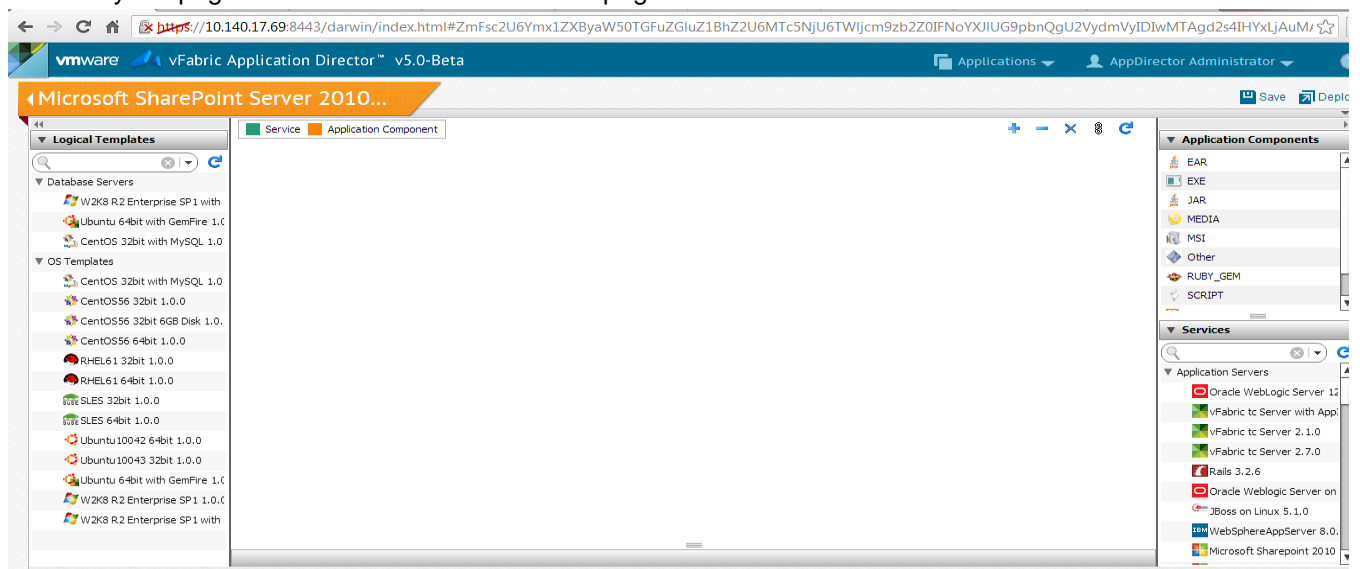 https://10.140.17.69:8443/darwin/index.html#
vmware vFabric Application Director™ v5.0-Beta
Applications
AppDirector Administrator
Microsoft SharePoint Server 2010...
Save
Logical Templates
Database Servers
W2K8 R2 Enterprise SP1 with
Ubuntu 64bit with GemFire 1.
CentOS 32bit with MySQL 1.0
OS Templates
CentOS 32bit with MySQL 1.0
CentOS56 32bit 1.0.0
CentOS56 32bit 6GB Disk 1.0.
CentOS56 64bit 1.0.0
RHEL61 32bit 1.0.0
RHEL61 64bit 1.0.0
SLES 32bit 1.0.0
SLES 64bit 1.0.0
Ubuntu10042 64bit 1.0.0
Ubuntu10043 32bit 1.0.0
Ubuntu 64bit with GemFire 1.
W2K8 R2 Enterprise SP1 1.0.
W2K8 R2 Enterprise SP1 with
Service
Application Component
Application Components
EAR
EXE
JAR
MEDIA
MSI
Other
RUBY_GEM
SCRIPT
Services
Application Servers
Oracle WebLogic Server 12
vFabric tc Server with App
vFabric tc Server 2.1.0
vFabric tc Server 2.7.0
Rails 3.2.6
Oracle Weblogic Server on
JBoss on Linux 5.1.0
IBM WebSphereAppServer 8.0.
Microsoft Sharepoint 2010